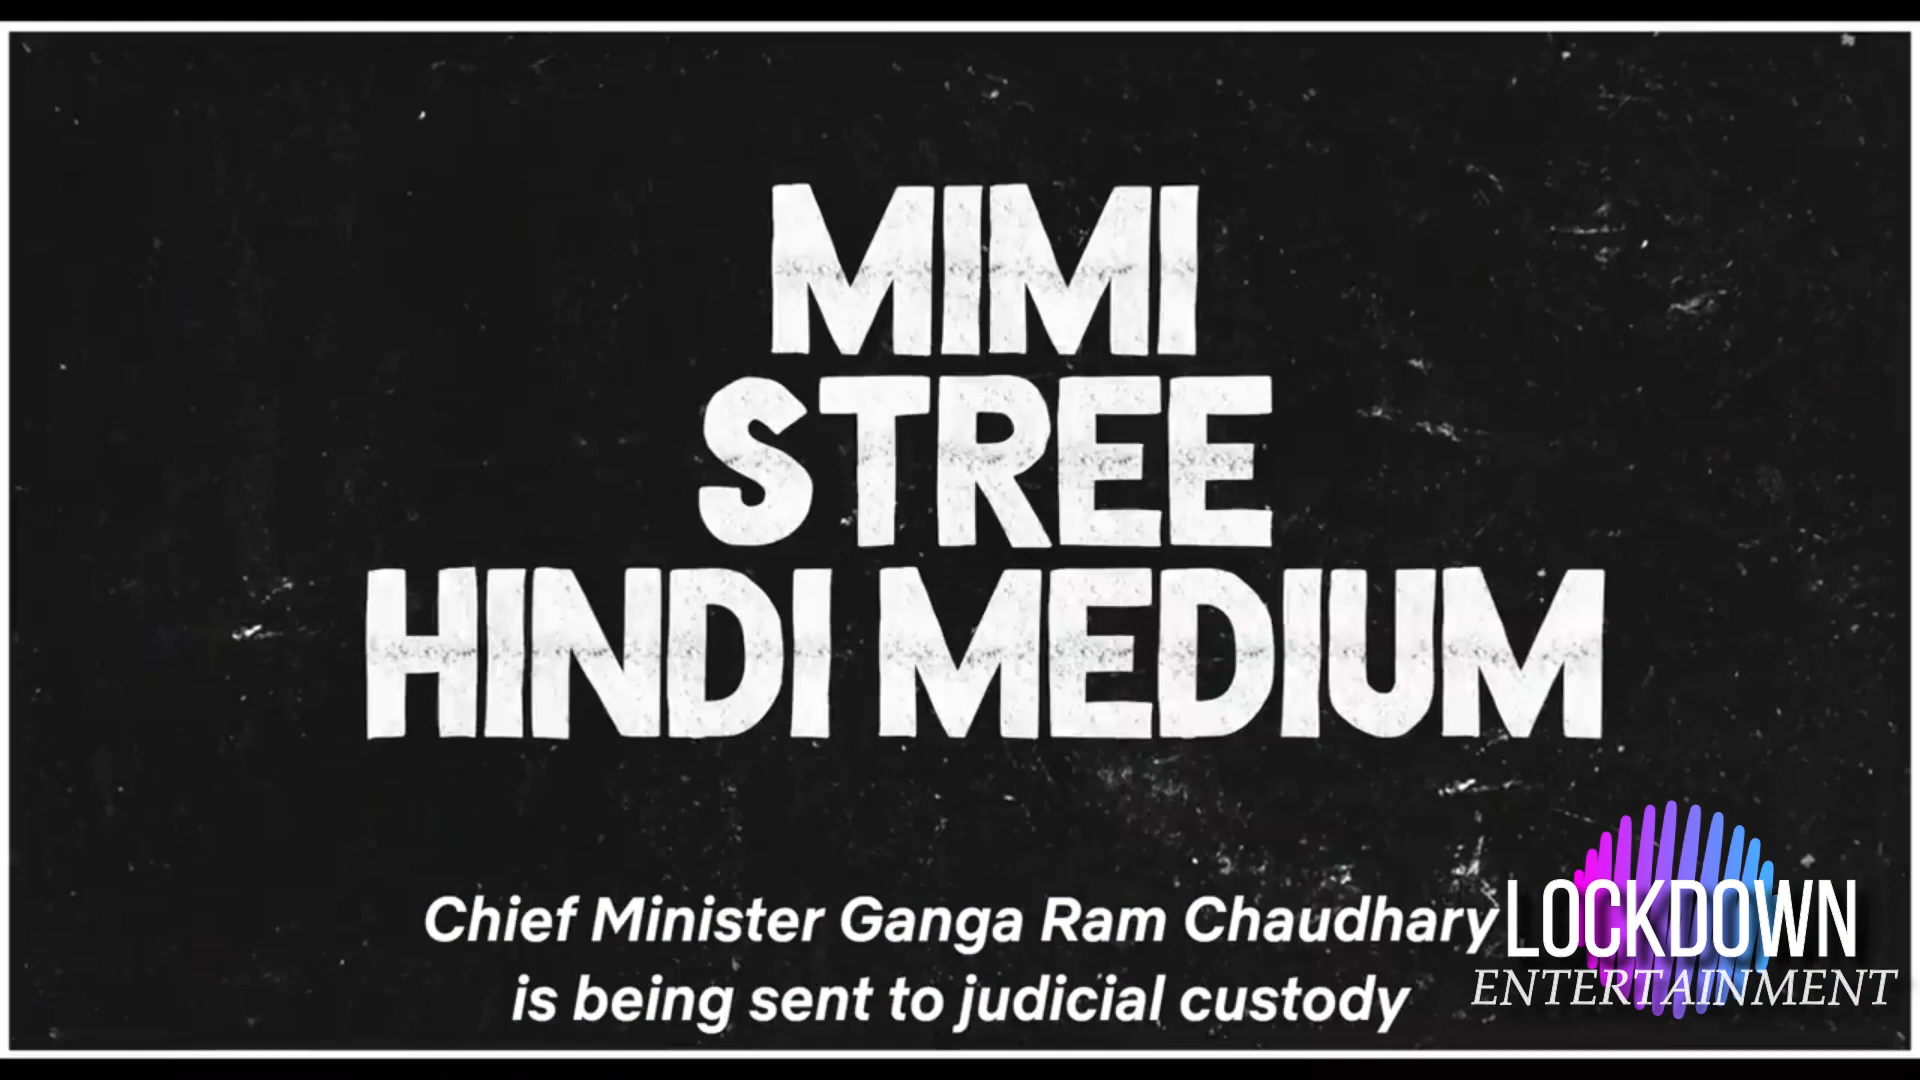 MIMI
STREE
HINDI MEDIUM
Chief Minister Ganga Ram Chaudhary
is being sent to judicial custody
LOCKDOWN
ENTERTAINMENT